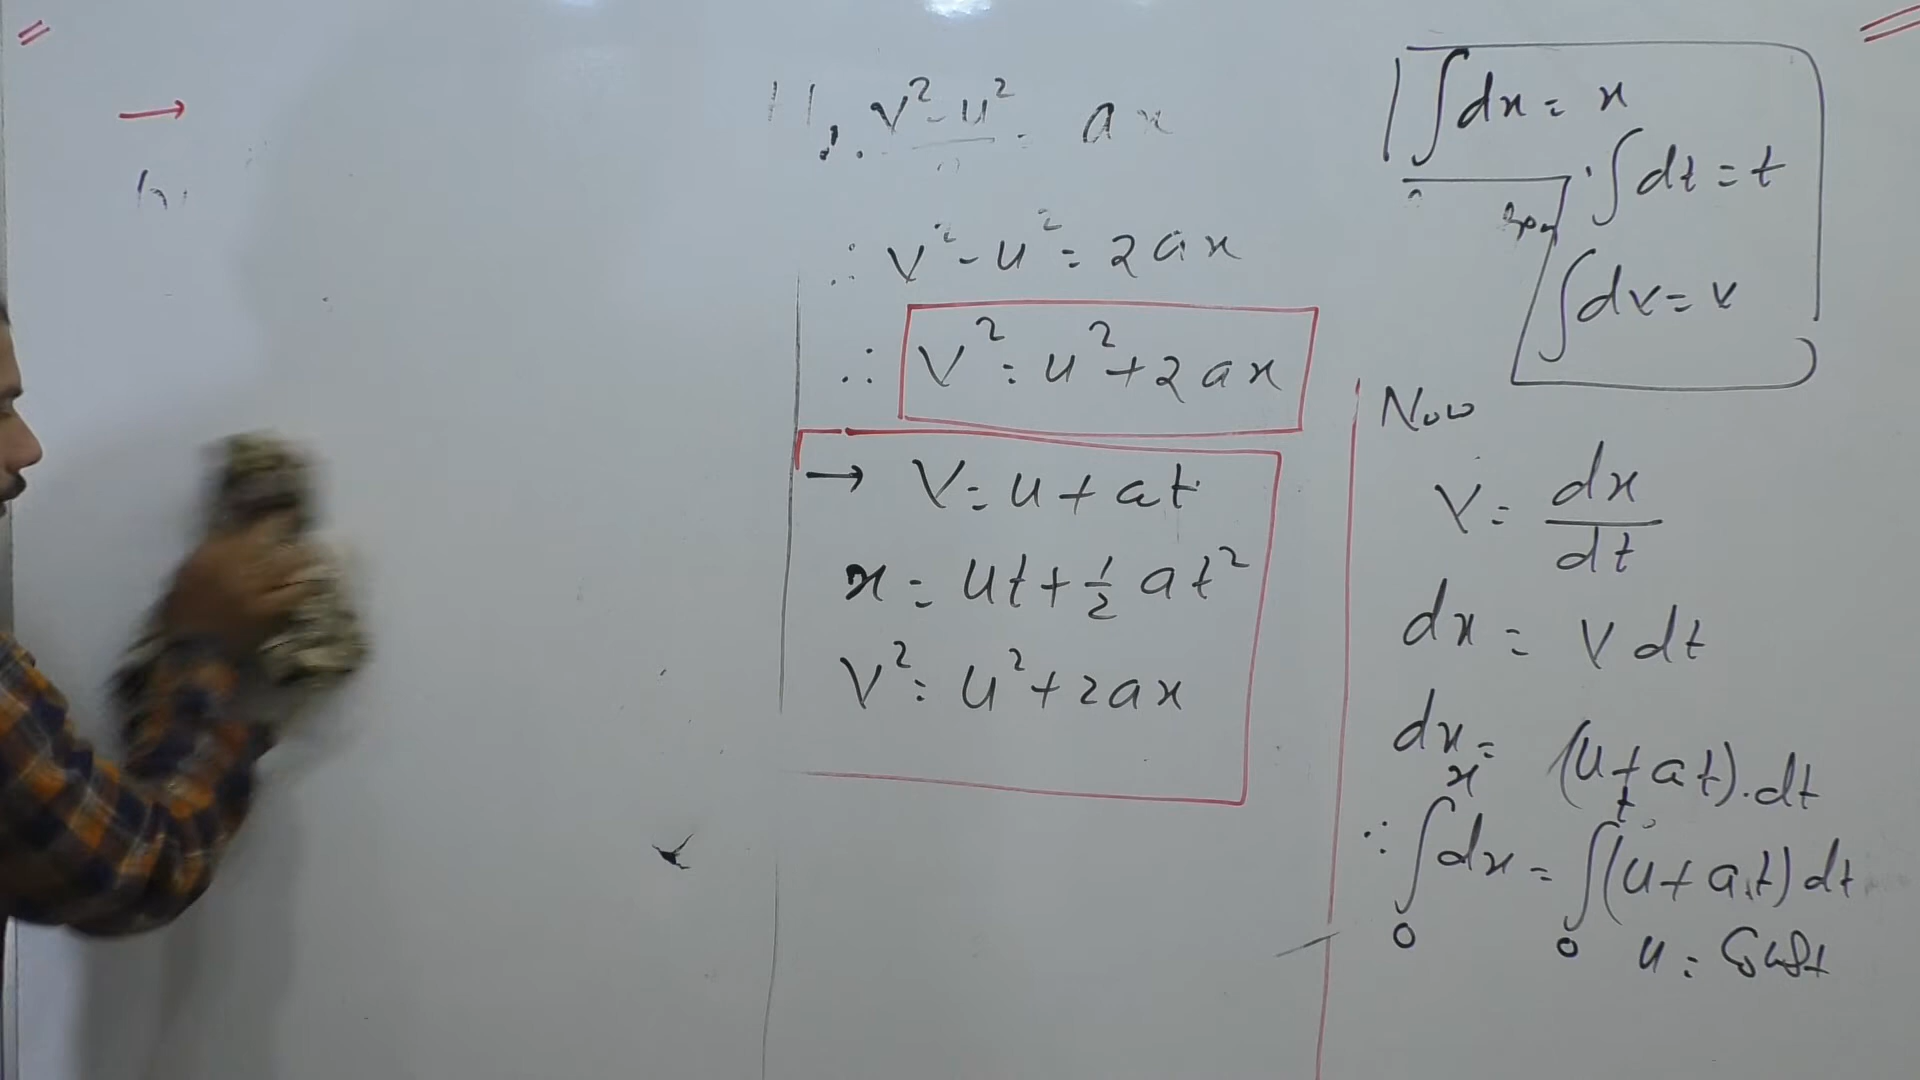 ∴ v² - u² = ax
∴ v² - u² = 2ax
∴ v² = u² + 2ax
→ v = u + at
x = ut + ½ at²
v² = u² + 2ax
∫dx = x
∫dt = t
∫dv = v
Now
v = dx/dt
dx = v dt
dx = (u + at).dt
∴ ∫₀ˣ dx = ∫₀ᵗ (u + at) dt
u = Const